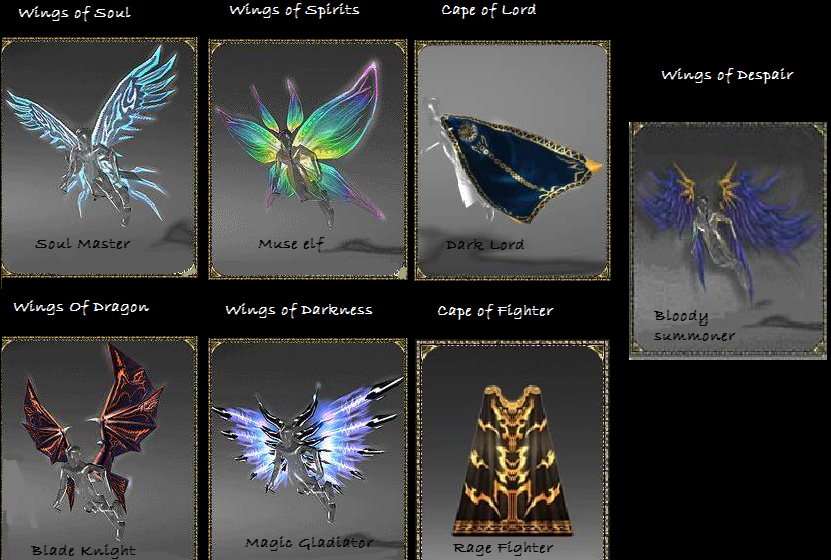 Wings of Soul
Wings of Spirits
Cape of Lord
Wings of Despair
Soul Master
Muse elf
Dark Lord
Bloody
summoner
Wings Of Dragon
Wings of Darkness
Cape of Fighter
Blade Knight
Magic Gladiator
Rage Fighter